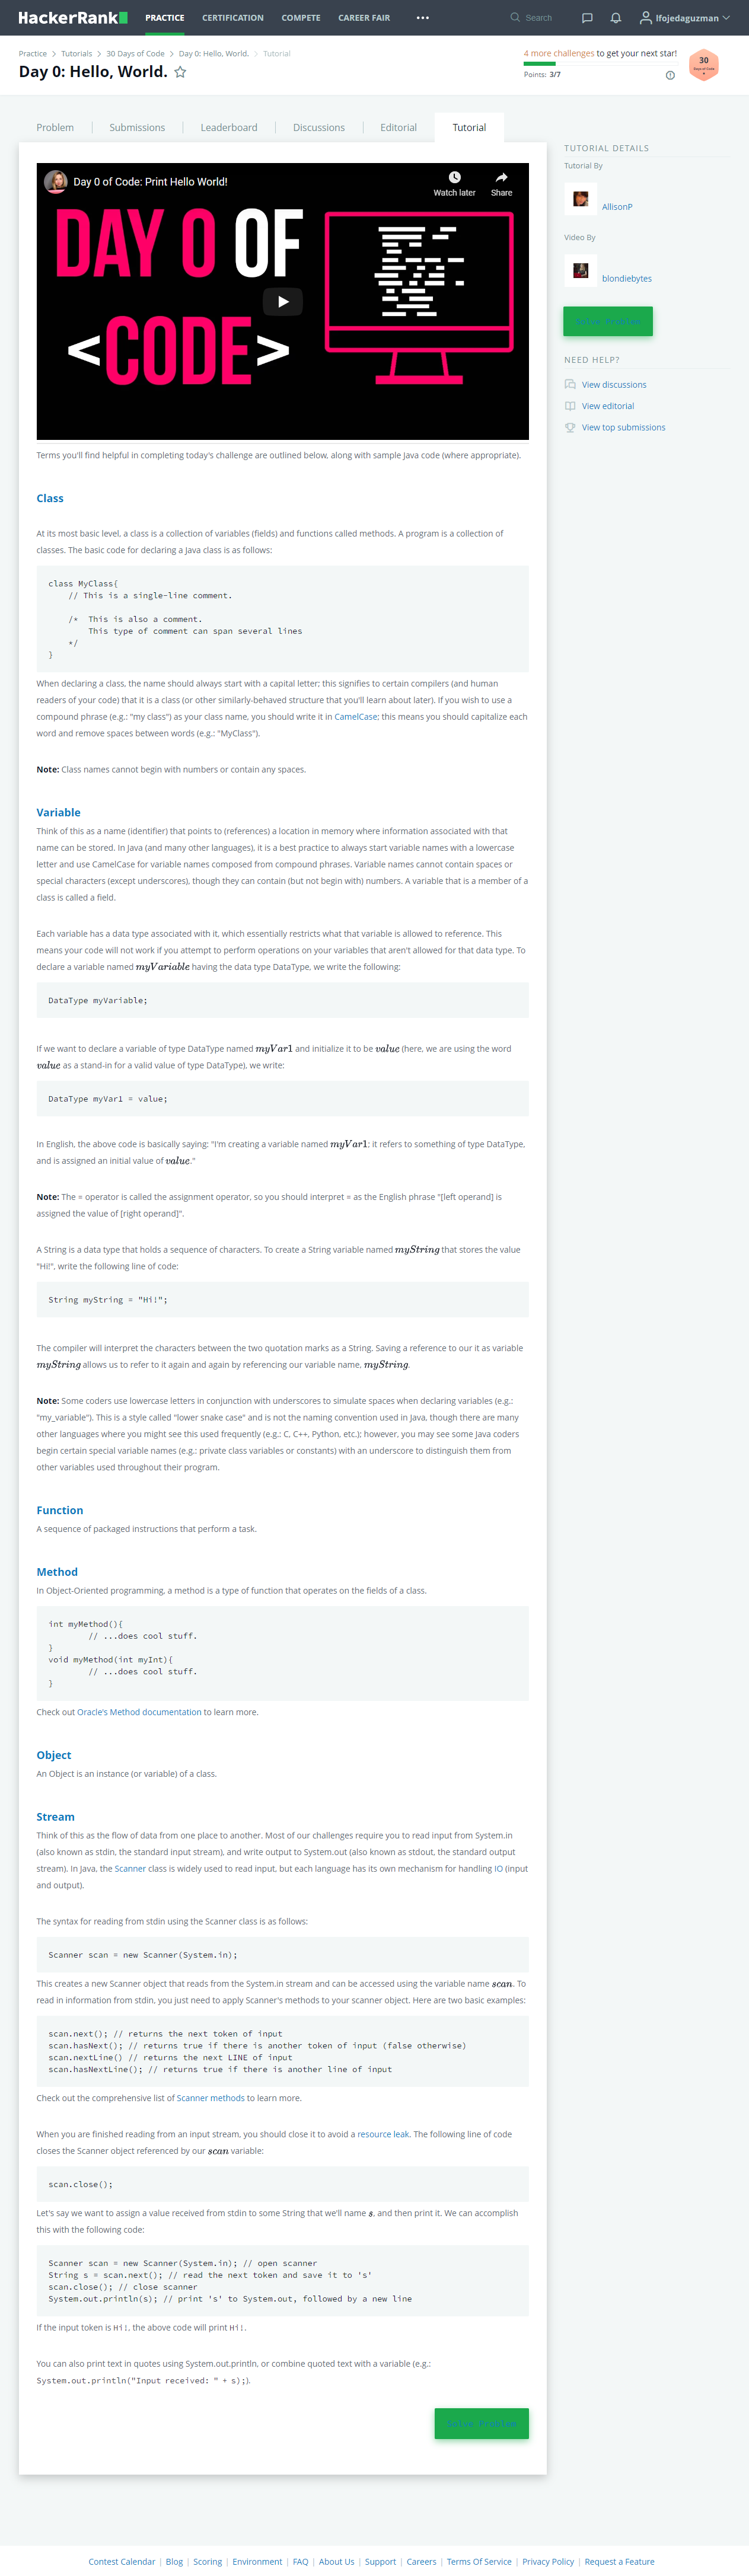 HackerRank
PRACTICE
CERTIFICATION
COMPETE
CAREER FAIR
Search
lfojedaguzman
Practice > Tutorials > 30 Days of Code > Day 0: Hello, World. > Tutorial
Day 0: Hello, World.
4 more challenges to get your next star!
Points: 3/7
30
Days of Code
Problem
Submissions
Leaderboard
Discussions
Editorial
Tutorial
Day 0 of Code: Print Hello World!
Watch later
Share
DAY 0 OF
<CODE>
Terms you'll find helpful in completing today's challenge are outlined below, along with sample Java code (where appropriate).
Class
At its most basic level, a class is a collection of variables (fields) and functions called methods. A program is a collection of
classes. The basic code for declaring a Java class is as follows:
class MyClass{
// This is a single-line comment.
/* This is also a comment.
This type of comment can span several lines
*/
}
When declaring a class, the name should always start with a capital letter; this signifies to certain compilers (and human
readers of your code) that it is a class (or other similarly-behaved structure that you'll learn about later). If you wish to use a
compound phrase (e.g.: "my class") as your class name, you should write it in CamelCase; this means you should capitalize each
word and remove spaces between words (e.g.: "MyClass").
Note: Class names cannot begin with numbers or contain any spaces.
Variable
Think of this as a name (identifier) that points to (references) a location in memory where information associated with that
name can be stored. In Java (and many other languages), it is a best practice to always start variable names with a lowercase
letter and use CamelCase for variable names composed from compound phrases. Variable names cannot contain spaces or
special characters (except underscores), though they can contain (but not begin with) numbers. A variable that is a member of a
class is called a field.
Each variable has a data type associated with it, which essentially restricts what that variable is allowed to reference. This
means your code will not work if you attempt to perform operations on your variables that aren't allowed for that data type. To
declare a variable named myVariable having the data type DataType, we write the following:
DataType myVariable;
If we want to declare a variable of type DataType named myVar1 and initialize it to be value (here, we are using the word
value as a stand-in for a valid value of type DataType), we write:
DataType myVar1 = value;
In English, the above code is basically saying: "I'm creating a variable named myVar1; it refers to something of type DataType,
and is assigned an initial value of value."
Note: The = operator is called the assignment operator, so you should interpret = as the English phrase "[left operand] is
assigned the value of [right operand]".
A String is a data type that holds a sequence of characters. To create a String variable named myString that stores the value
"Hi!", write the following line of code:
String myString = "Hi!";
The compiler will interpret the characters between the two quotation marks as a String. Saving a reference to our it as variable
myString allows us to refer to it again and again by referencing our variable name, myString.
Note: Some coders use lowercase letters in conjunction with underscores to simulate spaces when declaring variables (e.g.:
"my_variable"). This is a style called "lower snake case" and is not the naming convention used in Java, though there are many
other languages where you might see this used frequently (e.g.: C, C++, Python, etc.); however, you may see some Java coders
begin certain special variable names (e.g.: private class variables or constants) with an underscore to distinguish them from
other variables used throughout their program.
Function
A sequence of packaged instructions that perform a task.
Method
In Object-Oriented programming, a method is a type of function that operates on the fields of a class.
int myMethod(){
// ...does cool stuff.
}
void myMethod(int myInt){
// ...does cool stuff.
}
Check out Oracle's Method documentation to learn more.
Object
An Object is an instance (or variable) of a class.
Stream
Think of this as the flow of data from one place to another. Most of our challenges require you to read input from System.in
(also known as stdin, the standard input stream), and write output to System.out (also known as stdout, the standard output
stream). In Java, the Scanner class is widely used to read input, but each language has its own mechanism for handling IO (input
and output).
The syntax for reading from stdin using the Scanner class is as follows:
Scanner scan = new Scanner(System.in);
This creates a new Scanner object that reads from the System.in stream and can be accessed using the variable name scan. To
read in information from stdin, you just need to apply Scanner's methods to your scanner object. Here are two basic examples:
scan.next(); // returns the next token of input
scan.hasNext(); // returns true if there is another token of input (false otherwise)
scan.nextLine() // returns the next LINE of input
scan.hasNextLine(); // returns true if there is another line of input
Check out the comprehensive list of Scanner methods to learn more.
When you are finished reading from an input stream, you should close it to avoid a resource leak. The following line of code
closes the Scanner object referenced by our scan variable:
scan.close();
Let's say we want to assign a value received from stdin to some String that we'll name s, and then print it. We can accomplish
this with the following code:
Scanner scan = new Scanner(System.in); // open scanner
String s = scan.next(); // read the next token and save it to 's'
scan.close(); // close scanner
System.out.println(s); // print 's' to System.out, followed by a new line
If the input token is Hi!, the above code will print Hi!.
You can also print text in quotes using System.out.println, or combine quoted text with a variable (e.g.:
System.out.println("Input received: " + s);).
Solve Problem
TUTORIAL DETAILS
Tutorial By
AllisonP
Video By
blondiebytes
Solve Problem
NEED HELP?
View discussions
View editorial
View top submissions
Contest Calendar | Blog | Scoring | Environment | FAQ | About Us | Support | Careers | Terms Of Service | Privacy Policy | Request a Feature